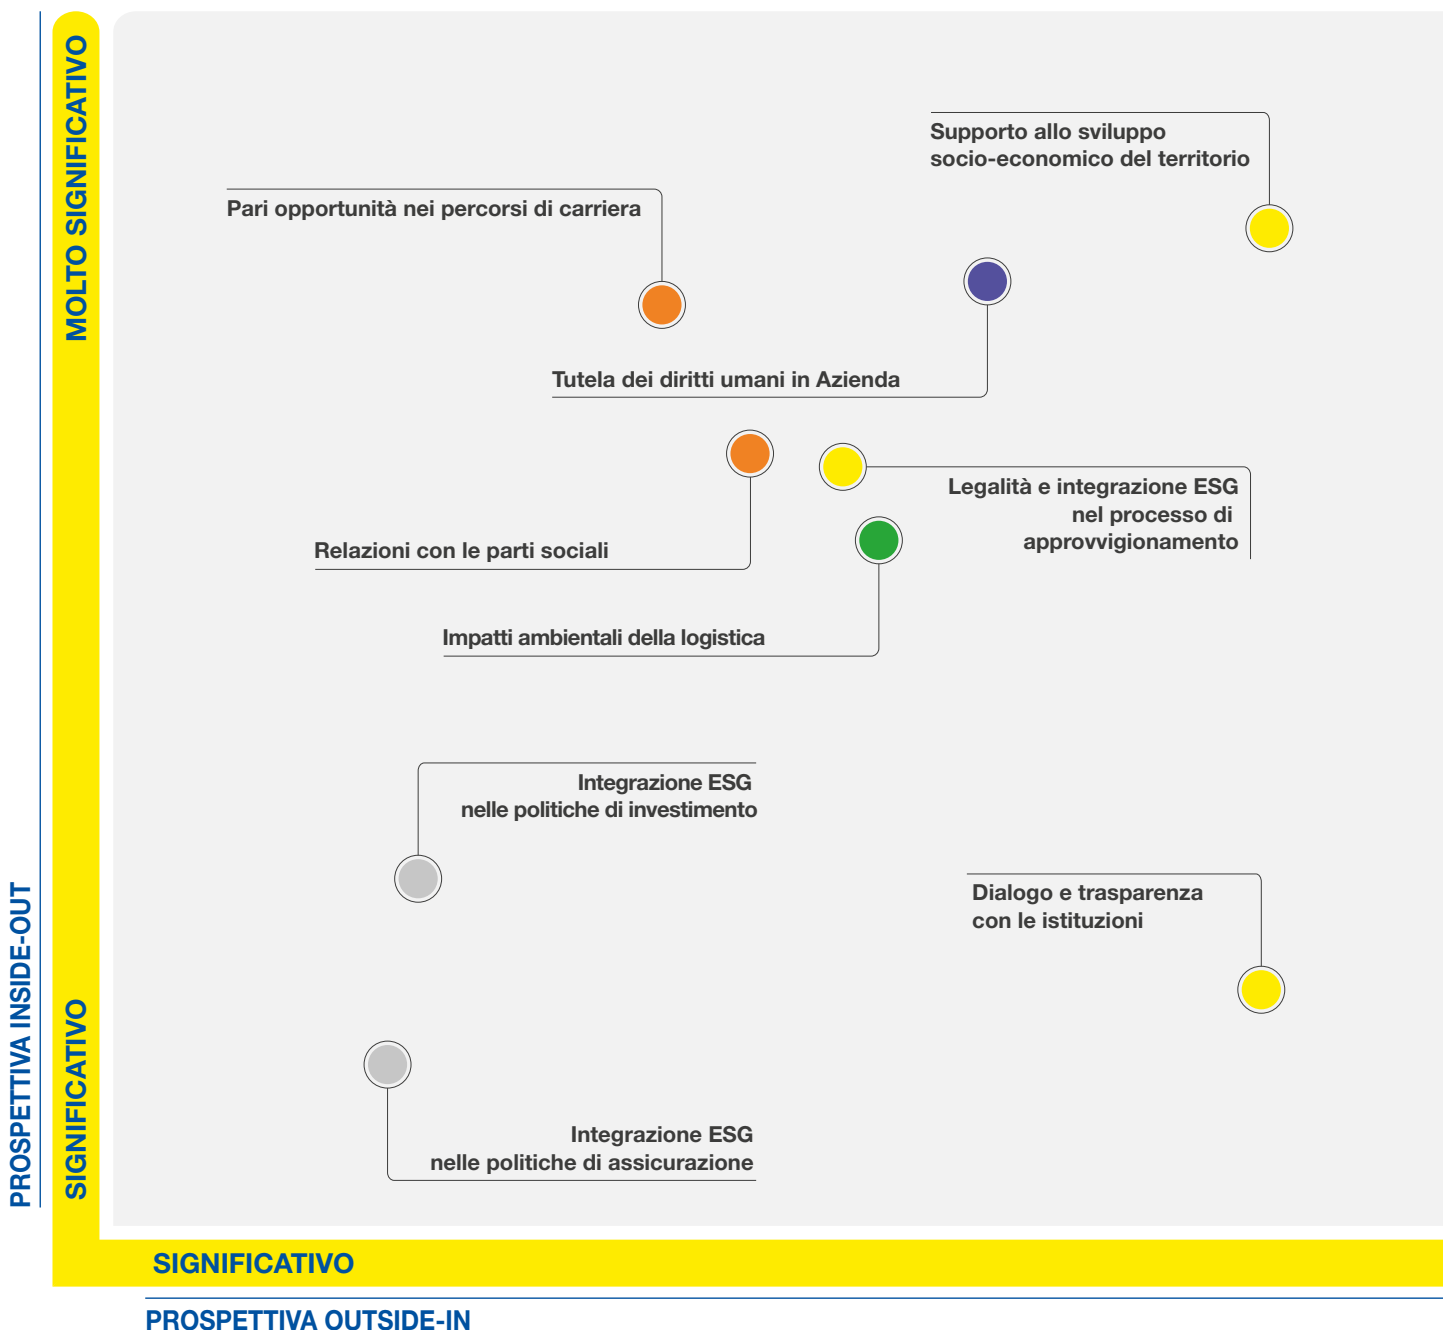 MOLTO SIGNIFICATIVO
Supporto allo sviluppo
socio-economico del territorio
Pari opportunità nei percorsi di carriera
Tutela dei diritti umani in Azienda
Legalità e integrazione ESG
nel processo di
approvvigionamento
Relazioni con le parti sociali
Impatti ambientali della logistica
Integrazione ESG
nelle politiche di investimento
Dialogo e trasparenza
con le istituzioni
PROSPETTIVA INSIDE-OUT
SIGNIFICATIVO
Integrazione ESG
nelle politiche di assicurazione
SIGNIFICATIVO
PROSPETTIVA OUTSIDE-IN